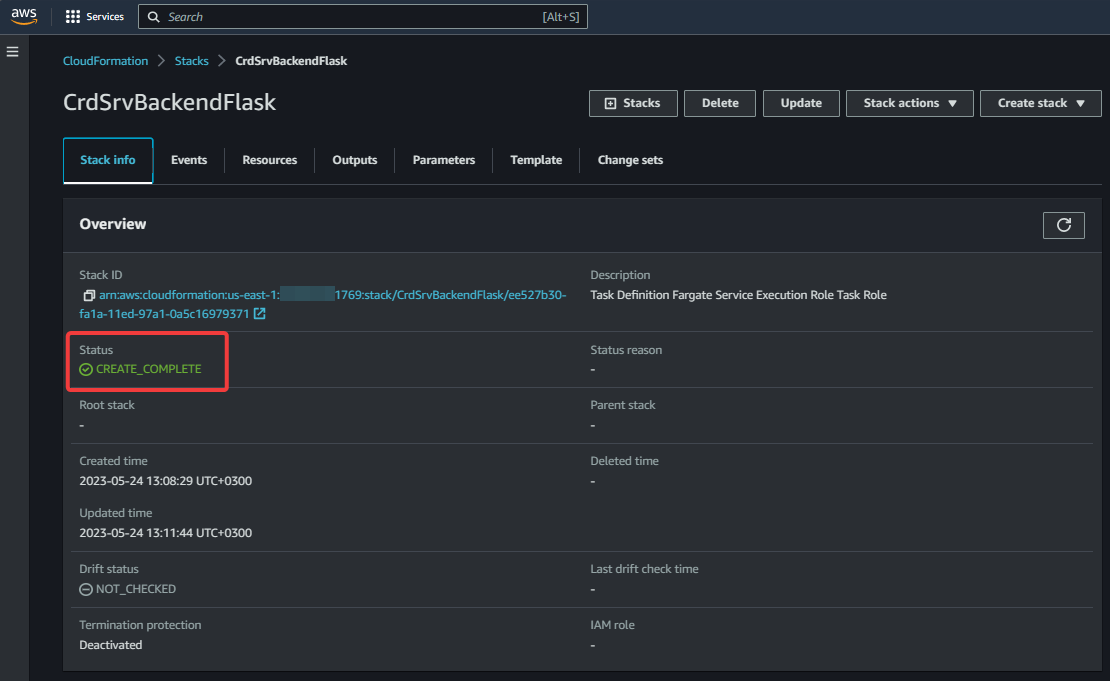 aws
Services
Search
[Alt+S]
CloudFormation
Stacks
CrdSrvBackendFlask
CrdSrvBackendFlask
Stacks
Delete
Update
Stack actions
Create stack
Stack info
Events
Resources
Outputs
Parameters
Template
Change sets
Overview
Stack ID
arn:aws:cloudformation:us-east-1:
1769:stack/CrdSrvBackendFlask/ee527b30-
fa1a-11ed-97a1-0a5c16979371
Description
Task Definition Fargate Service Execution Role Task Role
Status
CREATE_COMPLETE
Status reason
-
Root stack
-
Parent stack
-
Created time
2023-05-24 13:08:29 UTC+0300
Deleted time
-
Updated time
2023-05-24 13:11:44 UTC+0300
Drift status
NOT_CHECKED
Last drift check time
-
Termination protection
Deactivated
IAM role
-